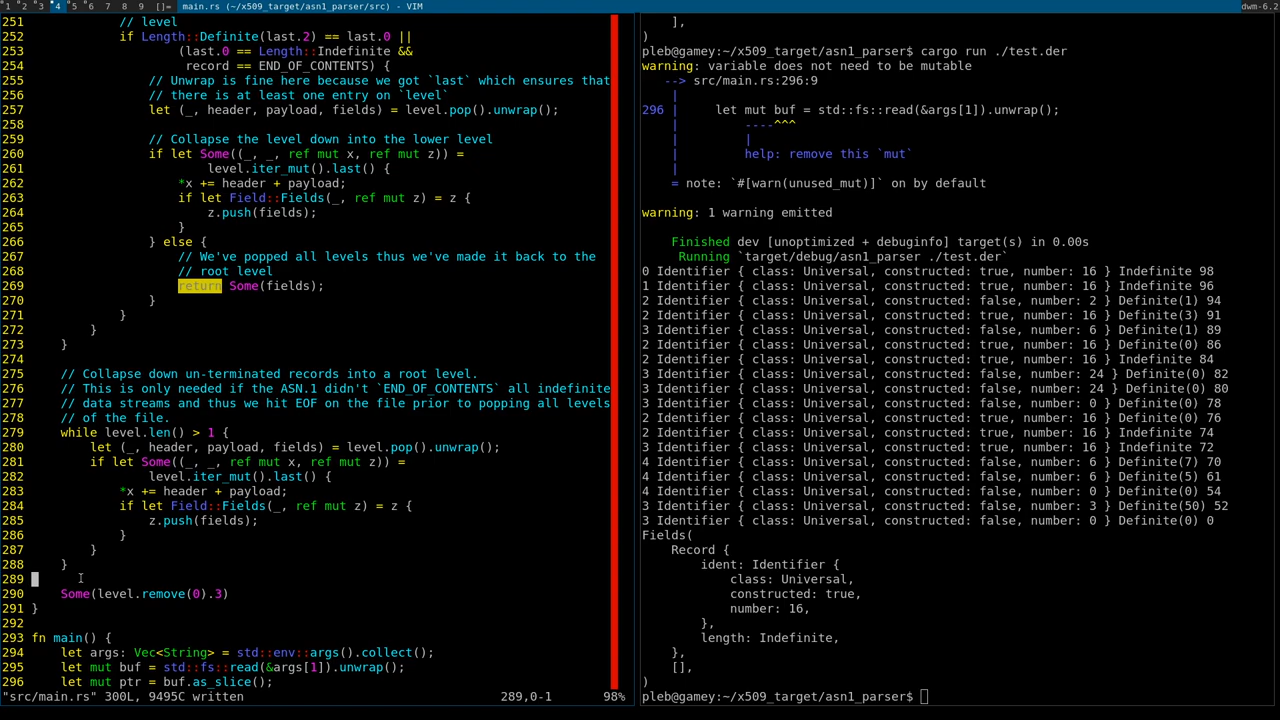 1 2 3 4 5 6 7 8 9 []= main.rs (~/x509_target/asn1_parser/src) - VIM dwm-6.2
251             // level
252             if Length::Definite(last.2) == last.0 ||
253                     (last.0 == Length::Indefinite &&
254                      record == END_OF_CONTENTS) {
255                 // Unwrap is fine here because we got `last` which ensures that
256                 // there is at least one entry on `level`
257                 let (_, header, payload, fields) = level.pop().unwrap();
258
259                 // Collapse the level down into the lower level
260                 if let Some((_, _, ref mut x, ref mut z)) =
261                         level.iter_mut().last() {
262                     *x += header + payload;
263                     if let Field::Fields(_, ref mut z) = z {
264                         z.push(fields);
265                     }
266                 } else {
267                     // We've popped all levels thus we've made it back to the
268                     // root level
269                     return Some(fields);
270                 }
271             }
272         }
273     }
274
275     // Collapse down un-terminated records into a root level.
276     // This is only needed if the ASN.1 didn't `END_OF_CONTENTS` all indefinite
277     // data streams and thus we hit EOF on the file prior to popping all levels
278     // of the file.
279     while level.len() > 1 {
280         let (_, header, payload, fields) = level.pop().unwrap();
281         if let Some((_, _, ref mut x, ref mut z)) =
282                 level.iter_mut().last() {
283             *x += header + payload;
284             if let Field::Fields(_, ref mut z) = z {
285                 z.push(fields);
286             }
287         }
288     }
289
290     Some(level.remove(0).3)
291 }
292
293 fn main() {
294     let args: Vec<String> = std::env::args().collect();
295     let mut buf = std::fs::read(&args[1]).unwrap();
296     let mut ptr = buf.as_slice();
"src/main.rs" 300L, 9495C written 289,0-1 98%
    ],
)
pleb@gamey:~/x509_target/asn1_parser$ cargo run ./test.der
warning: variable does not need to be mutable
   --> src/main.rs:296:9
    |
296 |     let mut buf = std::fs::read(&args[1]).unwrap();
    |         ----^^^
    |         |
    |         help: remove this `mut`
    |
    = note: `#[warn(unused_mut)]` on by default

warning: 1 warning emitted

    Finished dev [unoptimized + debuginfo] target(s) in 0.00s
     Running `target/debug/asn1_parser ./test.der`
0 Identifier { class: Universal, constructed: true, number: 16 } Indefinite 98
1 Identifier { class: Universal, constructed: true, number: 16 } Indefinite 96
2 Identifier { class: Universal, constructed: false, number: 2 } Definite(1) 94
2 Identifier { class: Universal, constructed: true, number: 16 } Definite(3) 91
3 Identifier { class: Universal, constructed: false, number: 6 } Definite(1) 89
2 Identifier { class: Universal, constructed: true, number: 16 } Definite(0) 86
2 Identifier { class: Universal, constructed: true, number: 16 } Indefinite 84
3 Identifier { class: Universal, constructed: false, number: 24 } Definite(0) 82
3 Identifier { class: Universal, constructed: false, number: 24 } Definite(0) 80
3 Identifier { class: Universal, constructed: false, number: 0 } Definite(0) 78
2 Identifier { class: Universal, constructed: true, number: 16 } Definite(0) 76
2 Identifier { class: Universal, constructed: true, number: 16 } Indefinite 74
3 Identifier { class: Universal, constructed: true, number: 16 } Indefinite 72
4 Identifier { class: Universal, constructed: false, number: 6 } Definite(7) 70
4 Identifier { class: Universal, constructed: false, number: 6 } Definite(5) 61
4 Identifier { class: Universal, constructed: false, number: 0 } Definite(0) 54
3 Identifier { class: Universal, constructed: false, number: 3 } Definite(50) 52
3 Identifier { class: Universal, constructed: false, number: 0 } Definite(0) 0
Fields(
    Record {
        ident: Identifier {
            class: Universal,
            constructed: true,
            number: 16,
        },
        length: Indefinite,
    },
    [],
)
pleb@gamey:~/x509_target/asn1_parser$